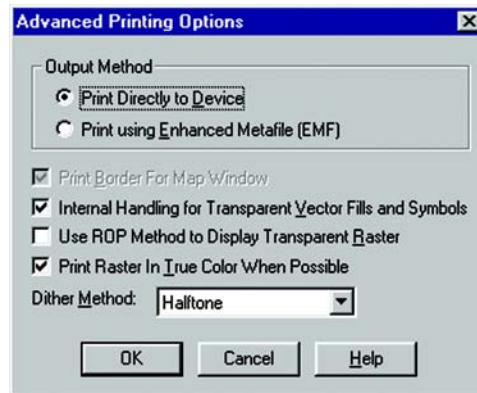 Advanced Printing Options
Output Method
Print Directly to Device
Print using Enhanced Metafile (EMF)
Print Border For Map Window
Internal Handling for Transparent Vector Fills and Symbols
Use ROP Method to Display Transparent Raster
Print Raster In True Color When Possible
Dither Method: Halftone
OK Cancel Help